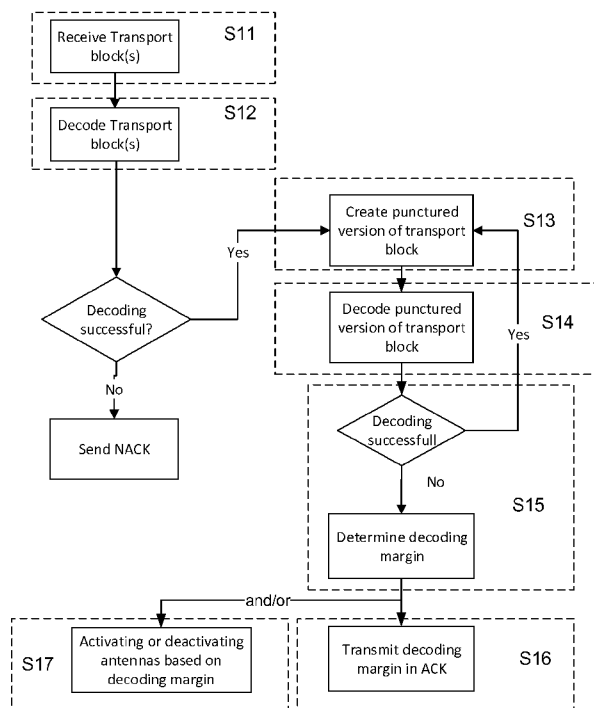 Receive Transport
block(s)
S11
Decode Transport
block(s)
S12
Create punctured
version of transport
block
S13
Yes
Decoding
successful?
Decode punctured
version of transport
block
S14
Yes
No
Send NACK
Decoding
successfull
No
S15
Determine decoding
margin
and/or
S17
Activating or deactivating
antennas based on
decoding margin
Transmit decoding
margin in ACK
S16